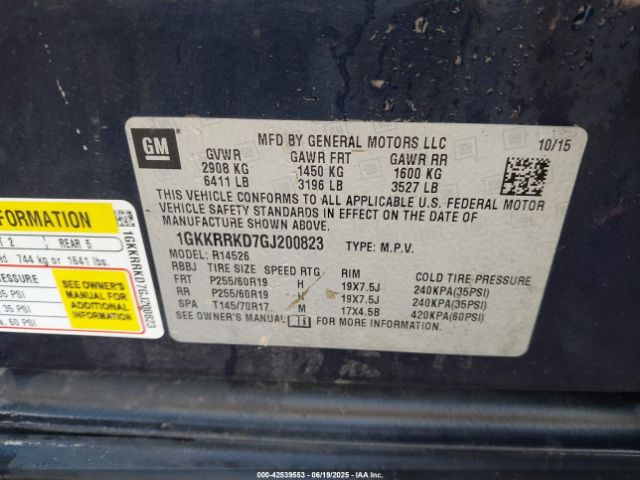 GM
MFD BY GENERAL MOTORS LLC 10/15
GVWR GAWR FRT GAWR RR
2908 KG 1450 KG 1600 KG
6411 LB 3196 LB 3527 LB
THIS VEHICLE CONFORMS TO ALL APPLICABLE U.S. FEDERAL MOTOR
VEHICLE SAFETY STANDARDS IN EFFECT ON THE DATE OF
MANUFACTURE SHOWN ABOVE.
1GKKRRKD7GJ200823 TYPE: M.P.V.
MODEL: R14526
RBBJ TIRE SIZE SPEED RTG RIM COLD TIRE PRESSURE
FRT P255/60R19 H 19X7.5J 240KPA(35PSI)
RR P255/60R19 H 19X7.5J 240KPA(35PSI)
SPA T145/70R17 M 17X4.5B 420KPA(60PSI)
SEE OWNER'S MANUAL FOR MORE INFORMATION.
FORMATION
2 REAR 5
744 kg or 1641 lbs.
SEE OWNER'S
MANUAL FOR
ADDITIONAL
INFORMATION
60 PSI
1GKKRRKD7GJ200823
000-42539553 - 06/19/2025 - IAAI.COM